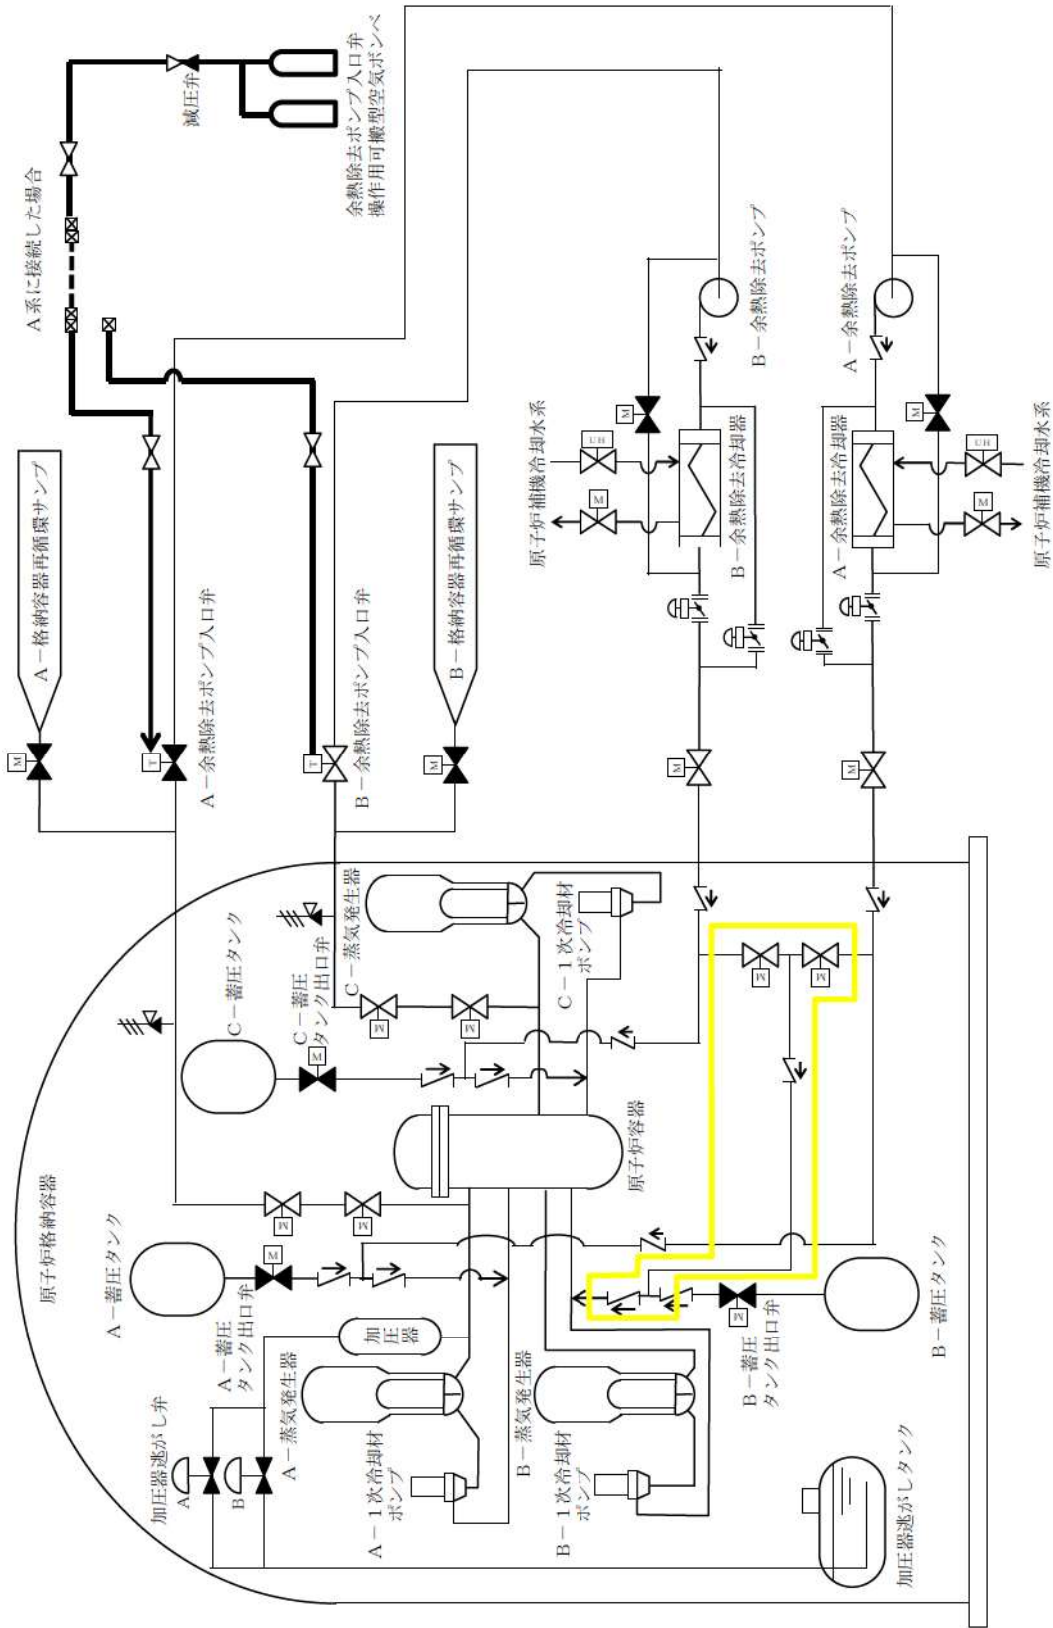 原子炉格納容器
加圧器逃がし弁
A
B
A－蓄圧タンク
A－蓄圧
タンク出口弁
M
A－蒸気発生器
A－1次冷却材
ポンプ
加
圧
器
B－蒸気発生器
B－1次冷却材
ポンプ
加圧器逃がしタンク
B－蓄圧
タンク出口弁
M
B－蓄圧タンク
原子炉容器
M
M
C－蓄圧タンク
C－蓄圧
タンク出口弁
M
C－蒸気発生器
C－1次冷却材
ポンプ
M
M
M
M
A－格納容器再循環サンプ
M
A－余熱除去ポンプ入口弁
T
B－余熱除去ポンプ入口弁
T
B－格納容器再循環サンプ
M
A系に接続した場合
減圧弁
余熱除去ポンプ入口弁
操作用可搬型空気ボンベ
原子炉補機冷却水系
UH
M
M
B－余熱除去冷却器
B－余熱除去ポンプ
M
A－余熱除去ポンプ
A－余熱除去冷却器
M
UH
M
原子炉補機冷却水系
M